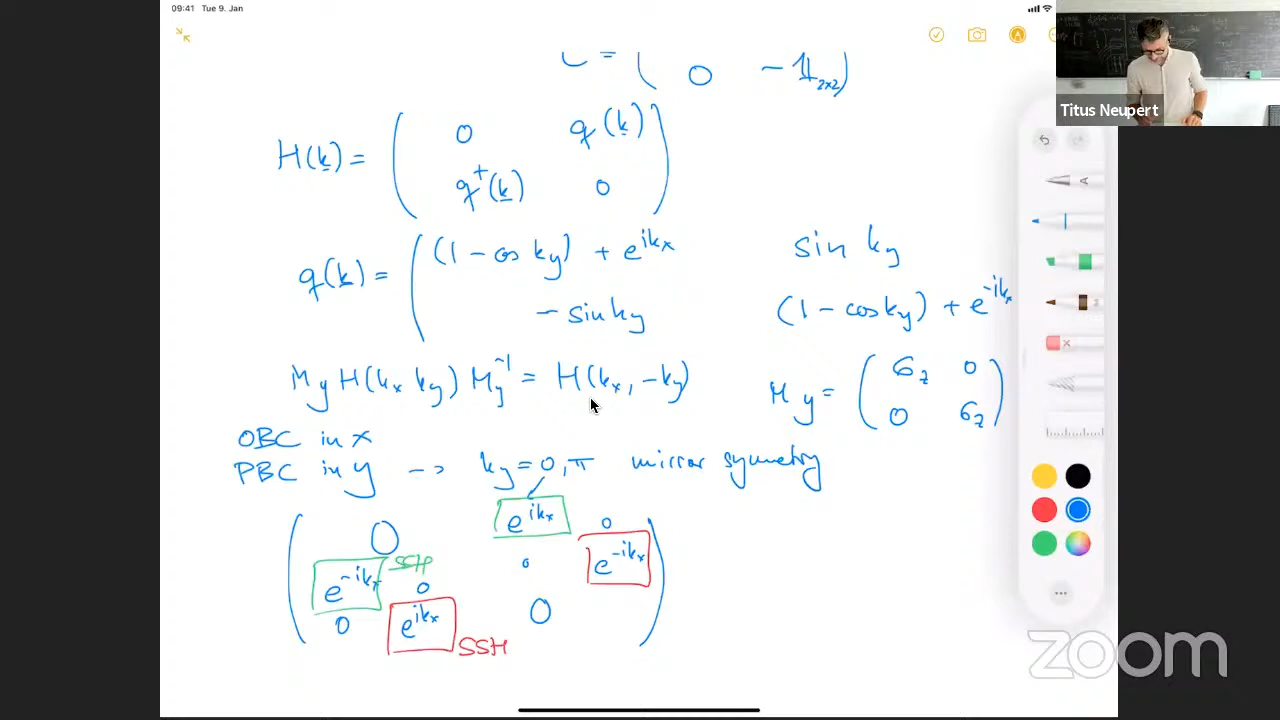 09:41 Tue 9. Jan
C = ( 0 -𝟙₂ₓ₂ )
Titus Neupert
H(k) = ( 0 q(k)
q†(k) 0 )
q(k) = ( (1 - cos ky) + e^{ikx} sin ky
- sin ky (1 - cos ky) + e^{-ikx}
My H(kx ky) My^{-1} = H(kx, -ky) My = ( σz 0
0 σz )
OBC in x
PBC in y -> ky = 0, π mirror symmetry
( 0 e^{ikx} 0
SSH 0 e^{-ikx}
e^{-ikx} 0
0 e^{ikx} 0 )
SSH
zoom